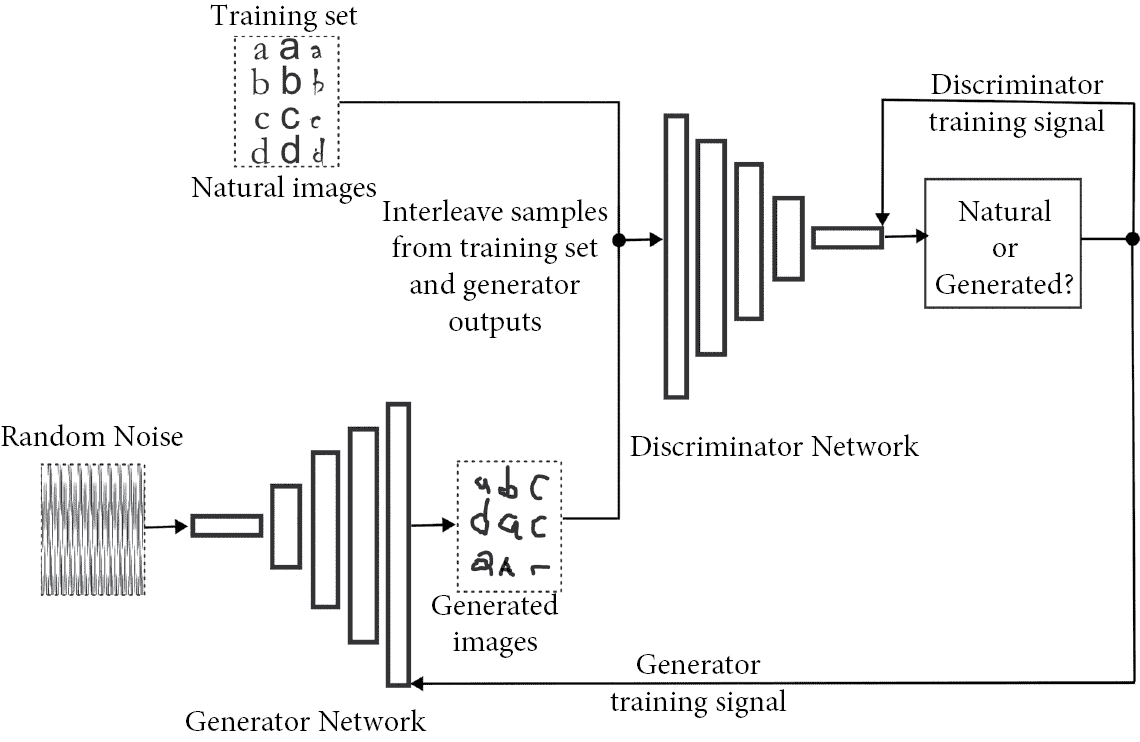 Training set
a a a
b b b
c c c
d d d
Natural images
Interleave samples
from training set
and generator
outputs
Discriminator
training signal
Natural
or
Generated?
Discriminator Network
Random Noise
a b c
d a c
a
Generated
images
Generator
training signal
Generator Network